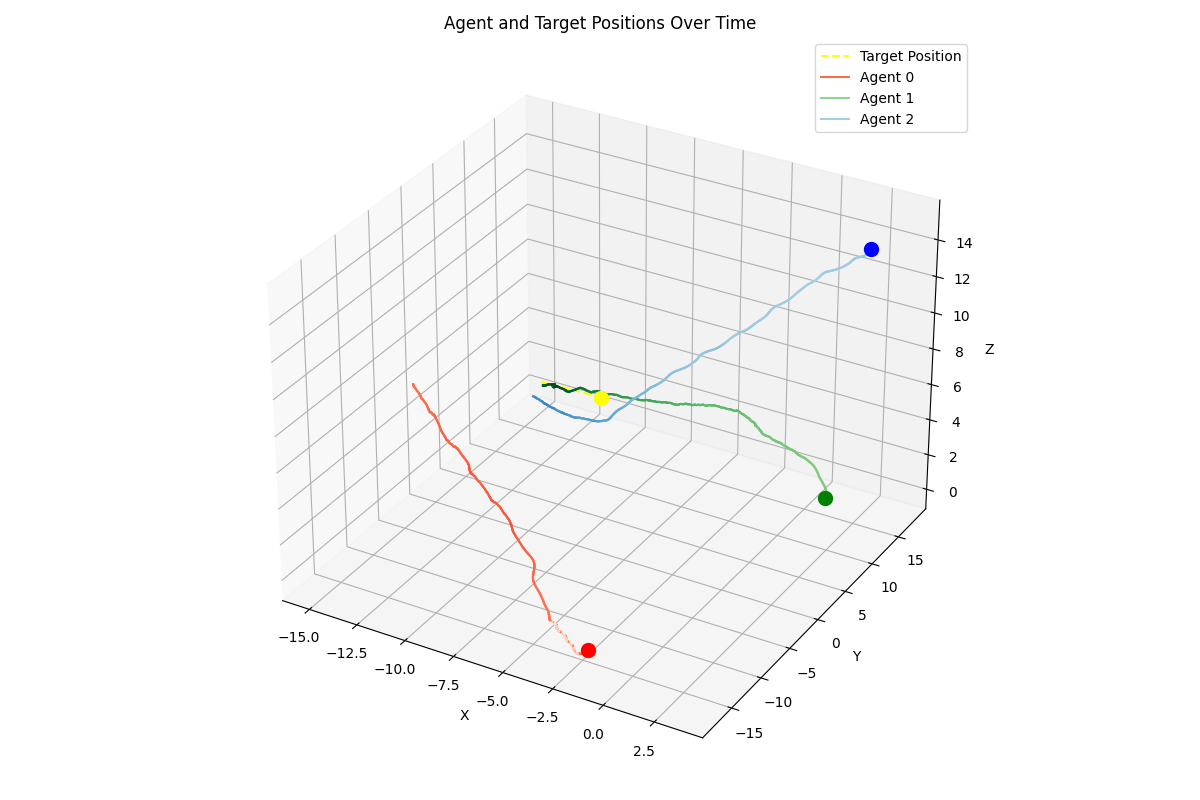 Agent and Target Positions Over Time
Target Position
Agent 0
Agent 1
Agent 2
14
12
10
8
6
4
2
0
Z
−15.0
−12.5
−10.0
−7.5
−5.0
−2.5
0.0
2.5
X
15
10
5
0
−5
−10
−15
Y